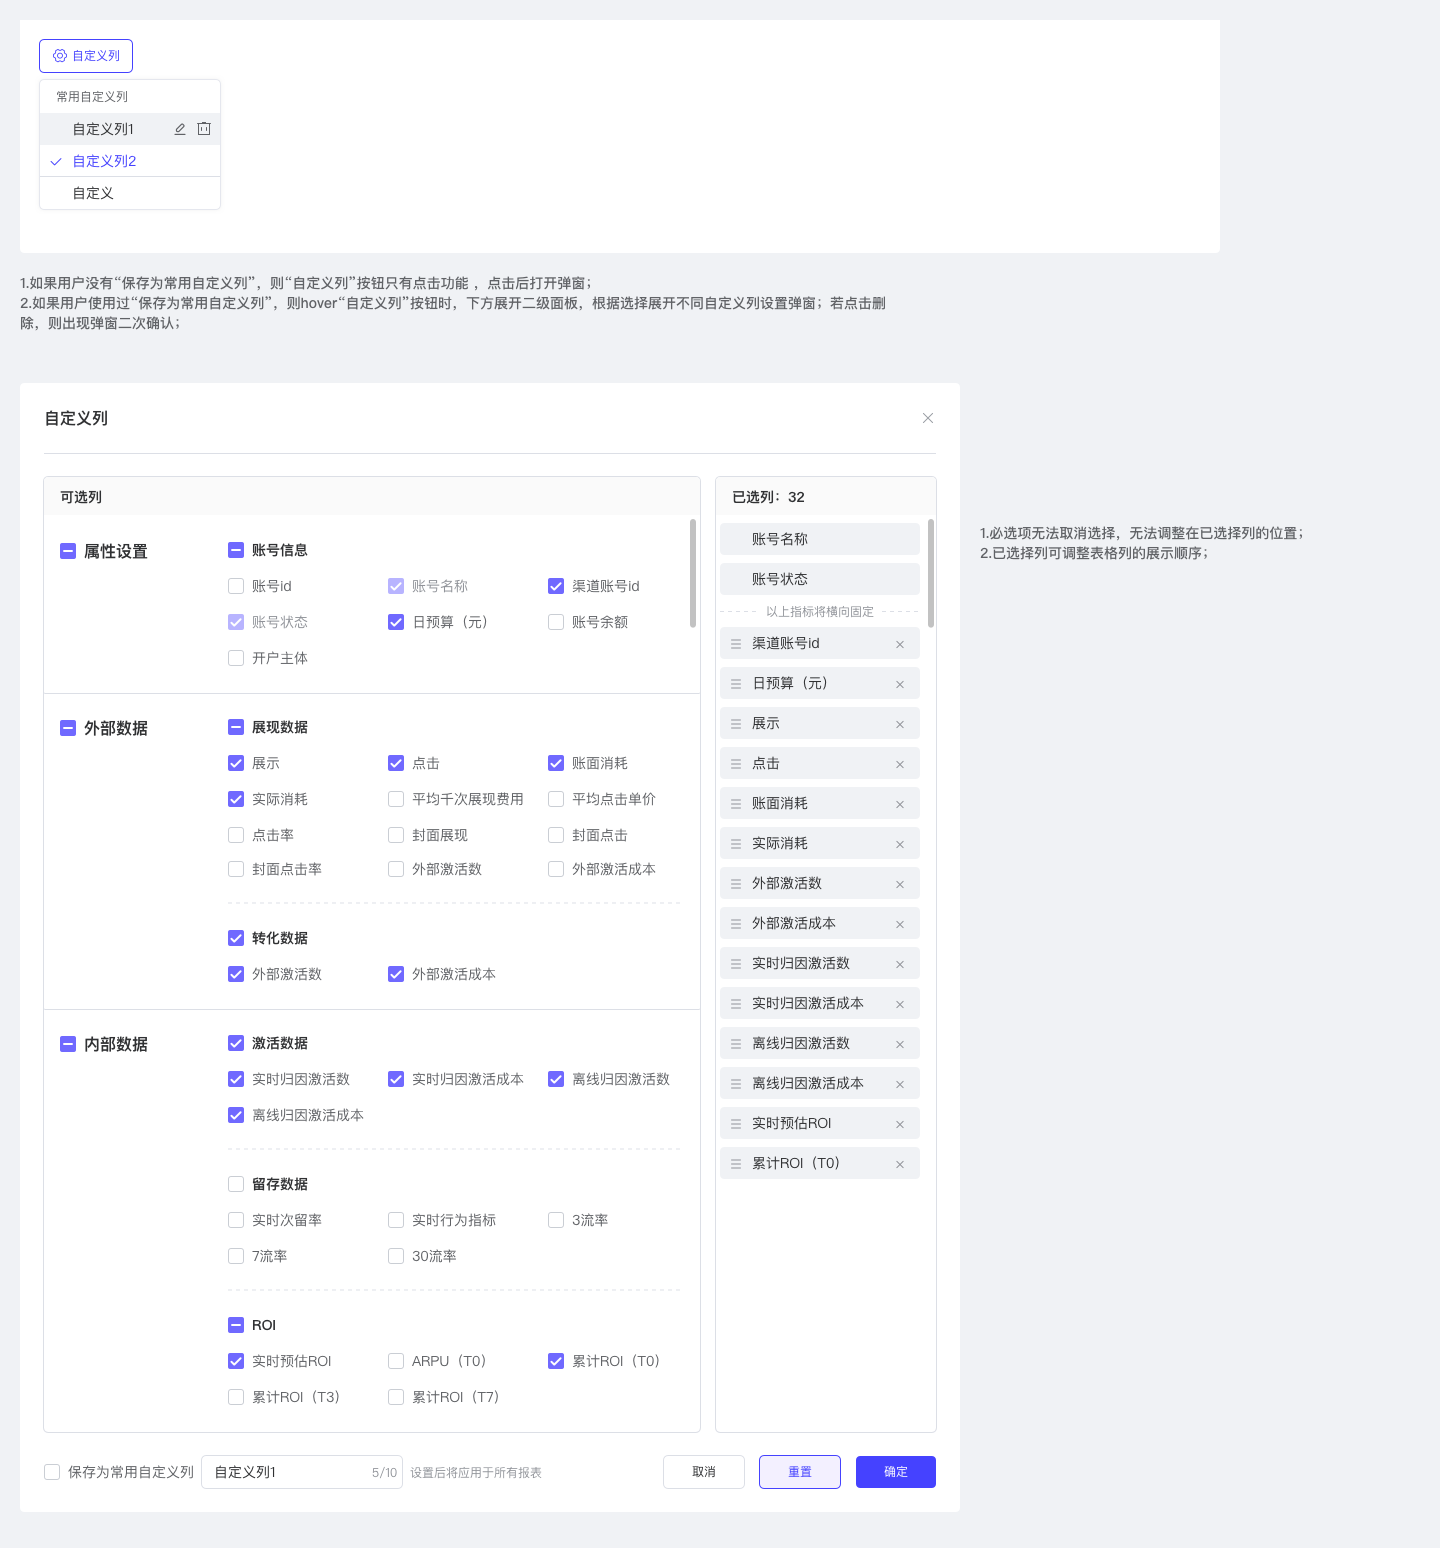 自定义列
常用自定义列
自定义列1
自定义列2
自定义
1.如果用户没有“保存为常用自定义列”，则“自定义列”按钮只有点击功能 ，点击后打开弹窗；
2.如果用户使用过“保存为常用自定义列”，则hover“自定义列”按钮时，下方展开二级面板，根据选择展开不同自定义列设置弹窗；若点击删
除，则出现弹窗二次确认；
自定义列
可选列
属性设置
账号信息
账号id 账号名称 渠道账号id
账号状态 日预算（元） 账号余额
开户主体
外部数据
展现数据
展示 点击 账面消耗
实际消耗 平均千次展现费用 平均点击单价
点击率 封面展现 封面点击
封面点击率 外部激活数 外部激活成本
转化数据
外部激活数 外部激活成本
内部数据
激活数据
实时归因激活数 实时归因激活成本 离线归因激活数
离线归因激活成本
留存数据
实时次留率 实时行为指标 3流率
7流率 30流率
ROI
实时预估ROI ARPU（T0） 累计ROI（T0）
累计ROI（T3） 累计ROI（T7）
已选列：32
账号名称
账号状态
以上指标将横向固定
渠道账号id
日预算（元）
展示
点击
账面消耗
实际消耗
外部激活数
外部激活成本
实时归因激活数
实时归因激活成本
离线归因激活数
离线归因激活成本
实时预估ROI
累计ROI（T0）
1.必选项无法取消选择，无法调整在已选择列的位置；
2.已选择列可调整表格列的展示顺序；
保存为常用自定义列 自定义列1 5/10 设置后将应用于所有报表 取消 重置 确定